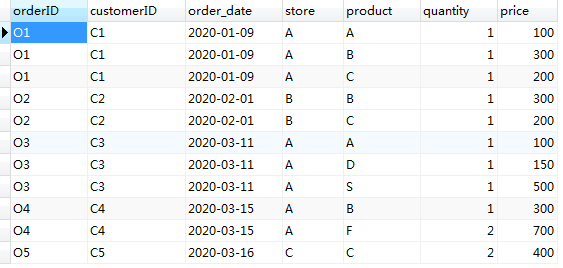 orderID customerID order_date store product quantity price
O1 C1 2020-01-09 A A 1 100
O1 C1 2020-01-09 A B 1 300
O1 C1 2020-01-09 A C 1 200
O2 C2 2020-02-01 B B 1 300
O2 C2 2020-02-01 B C 1 200
O3 C3 2020-03-11 A A 1 100
O3 C3 2020-03-11 A D 1 150
O3 C3 2020-03-11 A S 1 500
O4 C4 2020-03-15 A B 1 300
O4 C4 2020-03-15 A F 2 700
O5 C5 2020-03-16 C C 2 400